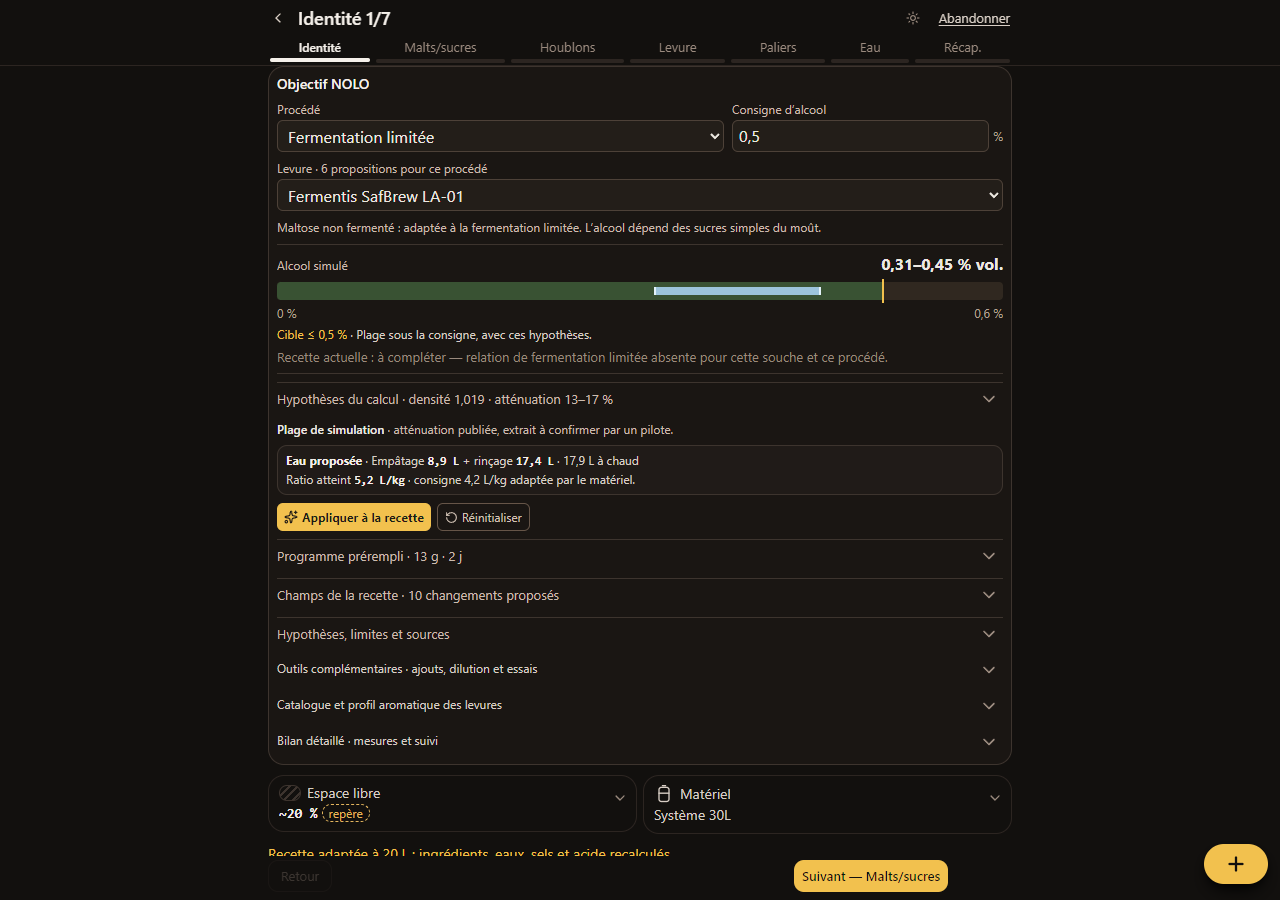 Identité 1/7
Abandonner
Identité
Malts/sucres
Houblons
Levure
Paliers
Eau
Récap.
Objectif NOLO
Procédé
Consigne d’alcool
Fermentation limitée
0,5
%
Levure · 6 propositions pour ce procédé
Fermentis SafBrew LA-01
Maltose non fermenté : adaptée à la fermentation limitée. L’alcool dépend des sucres simples du moût.
Alcool simulé
0,31–0,45 % vol.
0 %
0,6 %
Cible ≤ 0,5 % · Plage sous la consigne, avec ces hypothèses.
Recette actuelle : à compléter — relation de fermentation limitée absente pour cette souche et ce procédé.
Hypothèses du calcul · densité 1,019 · atténuation 13–17 %
Plage de simulation · atténuation publiée, extrait à confirmer par un pilote.
Eau proposée · Empâtage 8,9 L + rinçage 17,4 L · 17,9 L à chaud
Ratio atteint 5,2 L/kg · consigne 4,2 L/kg adaptée par le matériel.
Appliquer à la recette
Réinitialiser
Programme prérempli · 13 g · 2 j
Champs de la recette · 10 changements proposés
Hypothèses, limites et sources
Outils complémentaires · ajouts, dilution et essais
Catalogue et profil aromatique des levures
Bilan détaillé · mesures et suivi
Espace libre
~20 % repère
Matériel
Système 30L
Recette adaptée à 20 L : ingrédients, eaux, sels et acide recalculés.
Retour
Suivant — Malts/sucres
+